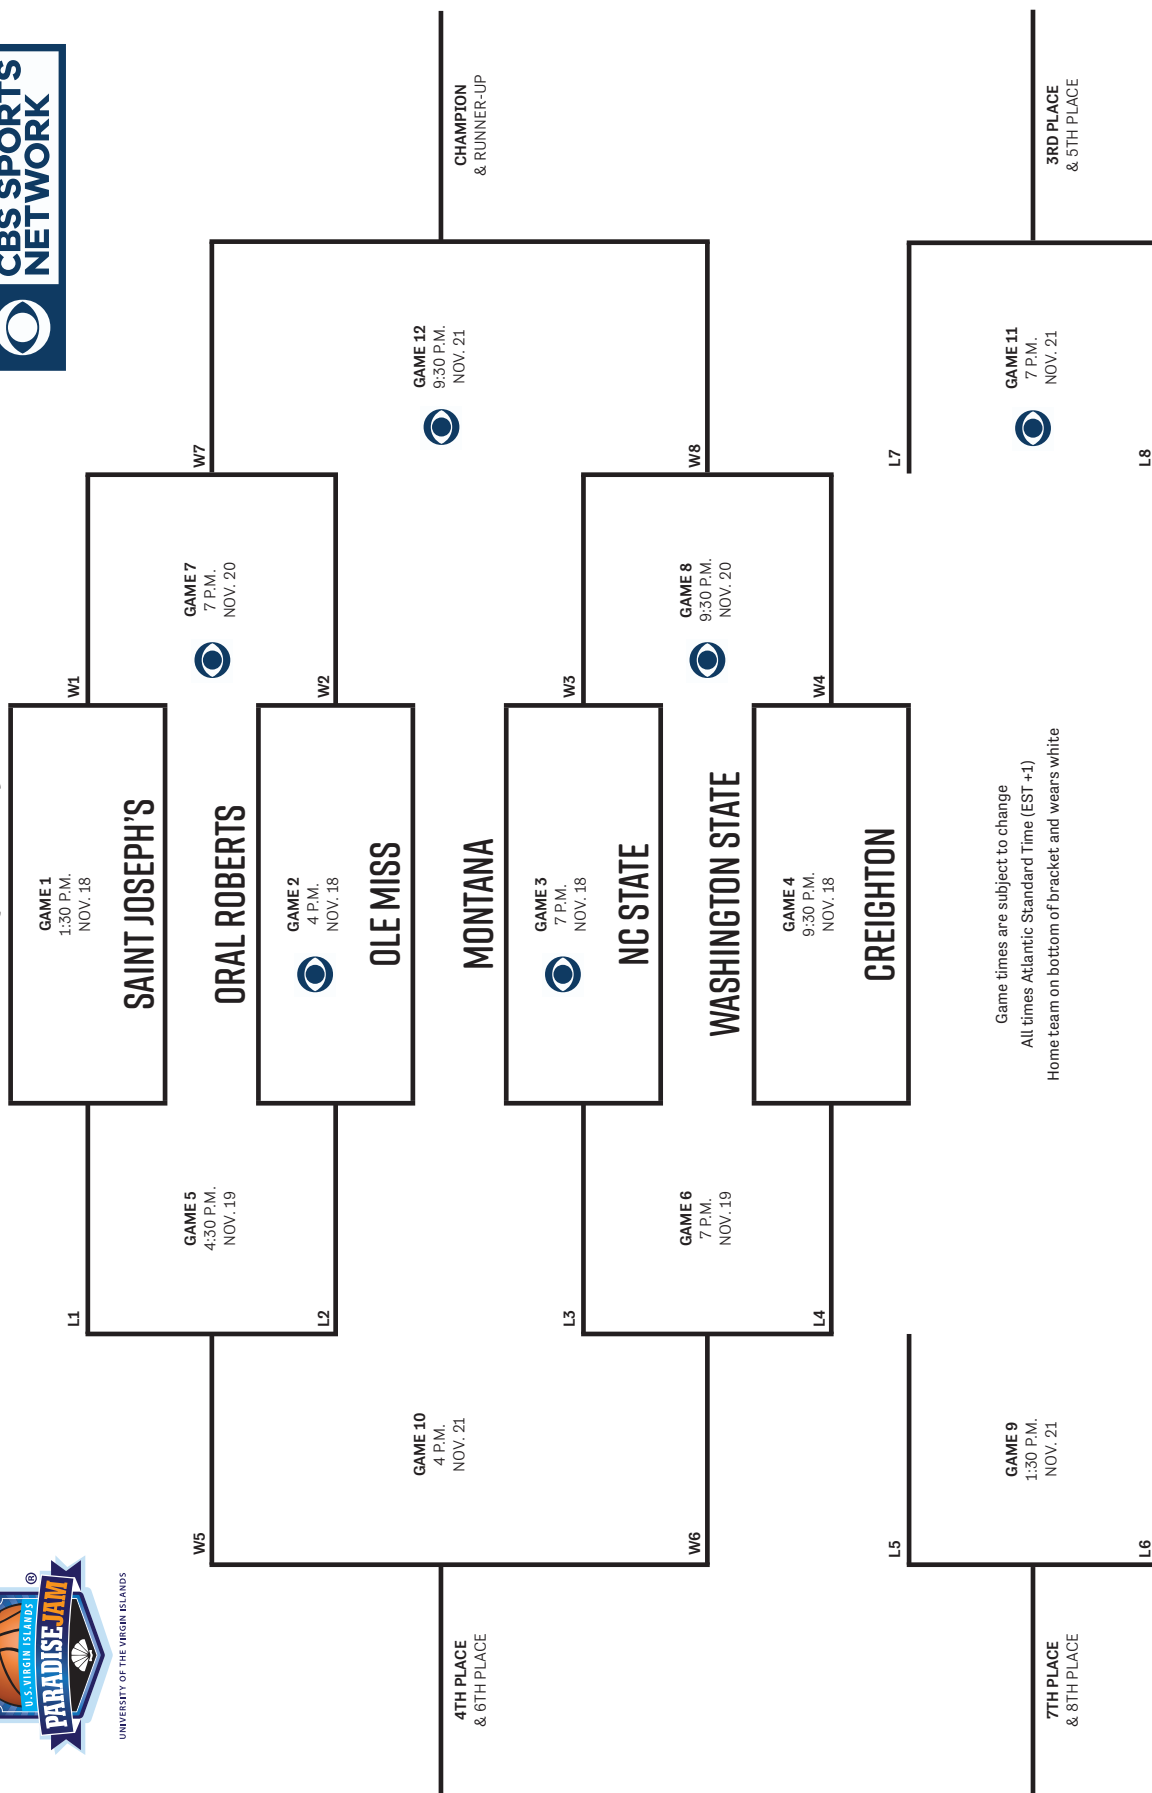 CBS SPORTS
NETWORK
U.S. VIRGIN ISLANDS
®
PARADISE JAM
UNIVERSITY OF THE VIRGIN ISLANDS
GAME 1
1:30 P.M.
NOV. 18
SAINT JOSEPH'S
ORAL ROBERTS
GAME 2
4 P.M.
NOV. 18
OLE MISS
MONTANA
GAME 3
7 P.M.
NOV. 18
NC STATE
WASHINGTON STATE
GAME 4
9:30 P.M.
NOV. 18
CREIGHTON
L1
GAME 5
4:30 P.M.
NOV. 19
L2
L3
GAME 6
7 P.M.
NOV. 19
L4
W1
GAME 7
7 P.M.
NOV. 20
W2
W3
GAME 8
9:30 P.M.
NOV. 20
W4
W5
GAME 10
4 P.M.
NOV. 21
W6
4TH PLACE
& 6TH PLACE
W7
GAME 12
9:30 P.M.
NOV. 21
W8
CHAMPION
& RUNNER-UP
L5
GAME 9
1:30 P.M.
NOV. 21
L6
7TH PLACE
& 8TH PLACE
Game times are subject to change
All times Atlantic Standard Time (EST +1)
Home team on bottom of bracket and wears white
L7
GAME 11
7 P.M.
NOV. 21
L8
3RD PLACE
& 5TH PLACE